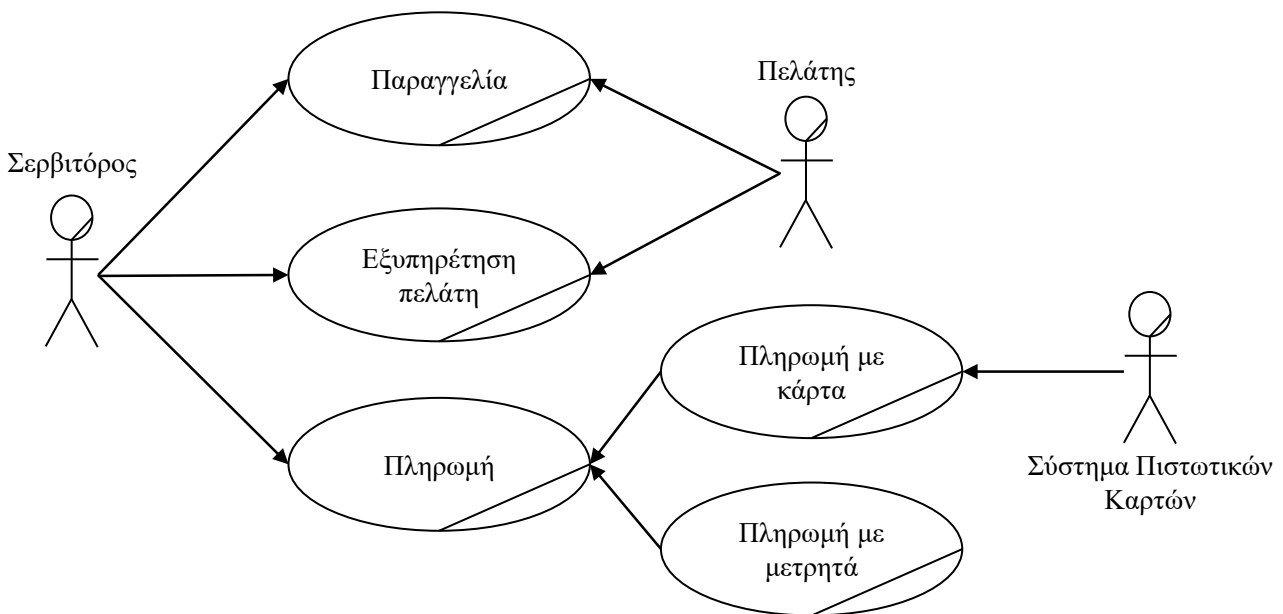 Παραγγελία
Πελάτης
Σερβιτόρος
Εξυπηρέτηση
πελάτη
Πληρωμή με
κάρτα
Πληρωμή
Σύστημα Πιστωτικών
Καρτών
Πληρωμή με
μετρητά